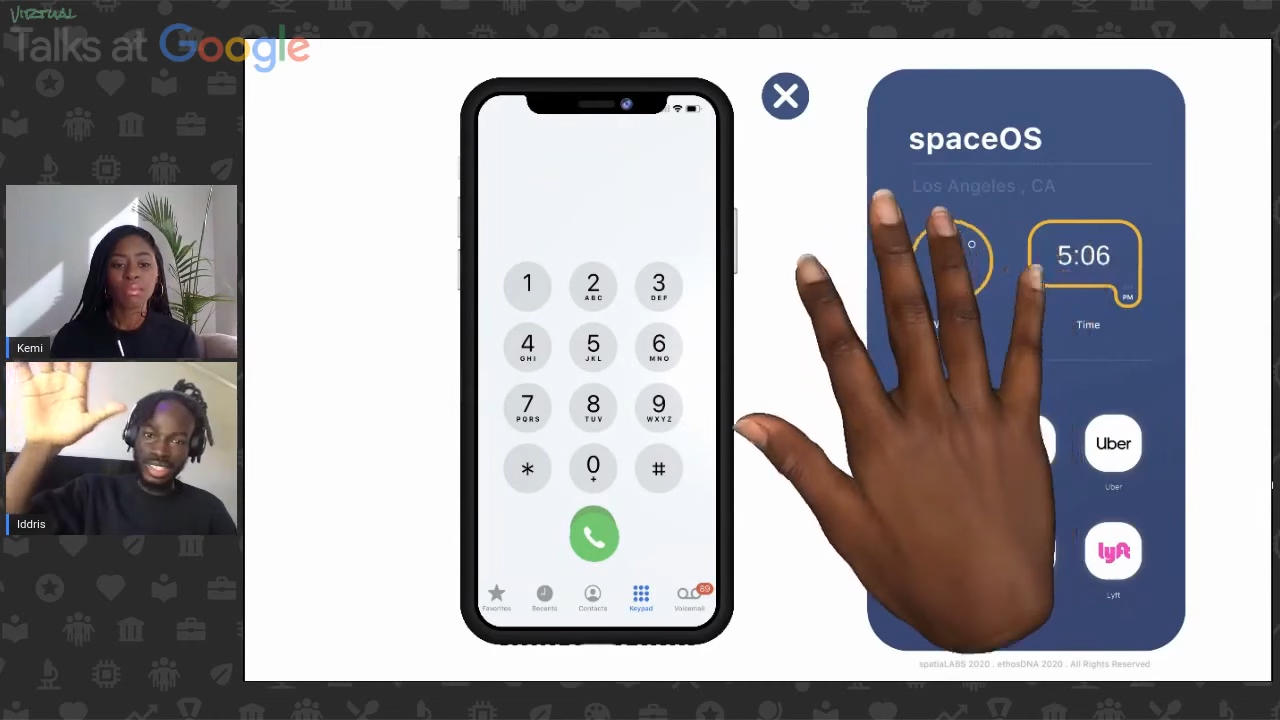 VIRTUAL
Talks at Google
Kemi
Iddris
1
2
ABC
3
DEF
4
GHI
5
JKL
6
MNO
7
PQRS
8
TUV
9
WXYZ
*
0
+
#
Favorites
Recents
Contacts
Keypad
Voicemail
89
spaceOS
Los Angeles , CA
5:06
PM
Time
Uber
Uber
lyft
Lyft
spatiaLABS 2020 . ethosDNA 2020 . All Rights Reserved